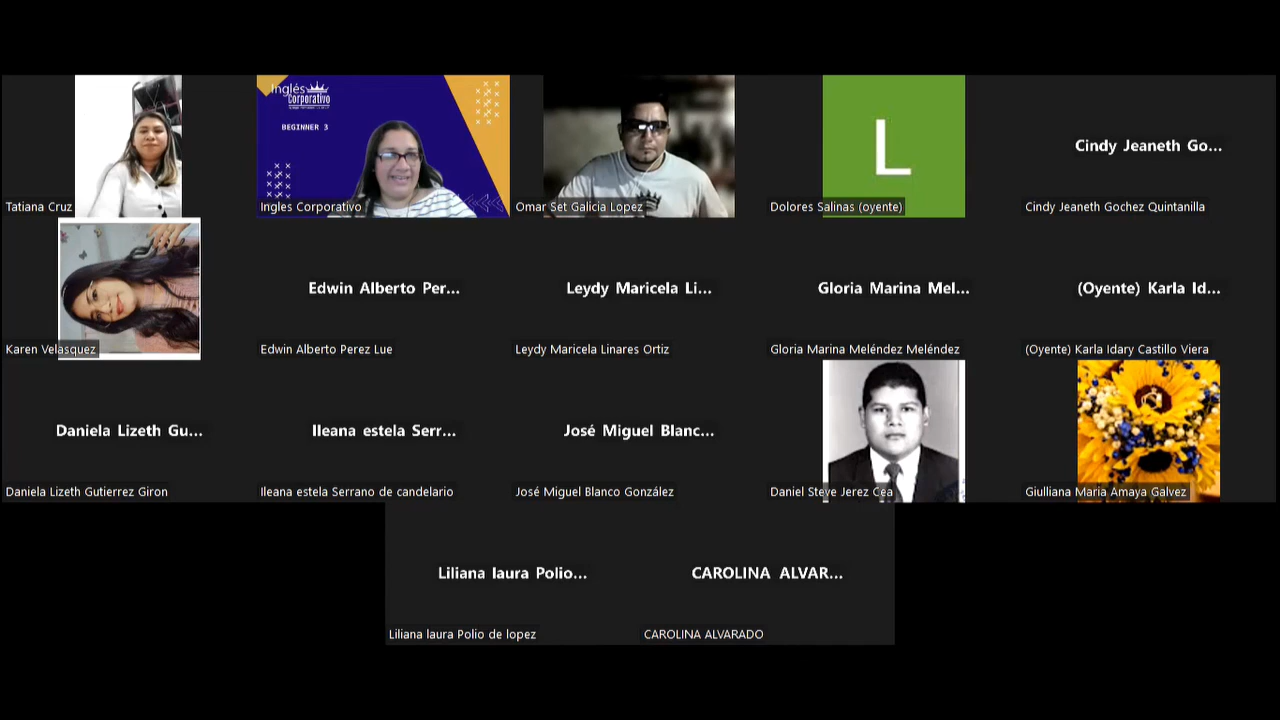 Inglés
Corporativo
BEGINNER 3
L
Cindy Jeaneth Go...
Tatiana Cruz
Ingles Corporativo
Omar Set Galicia Lopez
Dolores Salinas (oyente)
Cindy Jeaneth Gochez Quintanilla
Edwin Alberto Per...
Leydy Maricela Li...
Gloria Marina Mel...
(Oyente) Karla Id...
Karen Velasquez
Edwin Alberto Perez Lue
Leydy Maricela Linares Ortiz
Gloria Marina Meléndez Meléndez
(Oyente) Karla Idary Castillo Viera
Daniela Lizeth Gu...
Ileana estela Serr...
José Miguel Blanc...
Daniela Lizeth Gutierrez Giron
Ileana estela Serrano de candelario
José Miguel Blanco González
Daniel Steve Jerez Cea
Giulliana Maria Amaya Galvez
Liliana laura Polio...
CAROLINA ALVAR...
Liliana laura Polio de lopez
CAROLINA ALVARADO